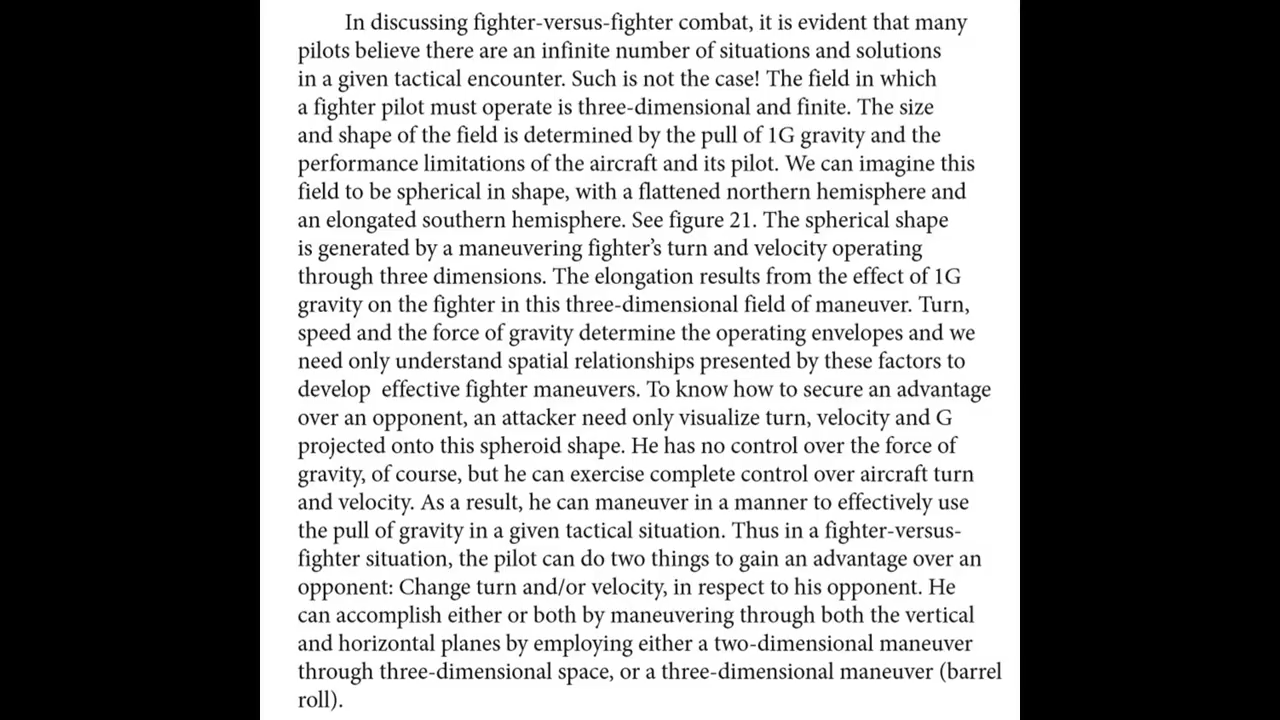 In discussing fighter-versus-fighter combat, it is evident that many
pilots believe there are an infinite number of situations and solutions
in a given tactical encounter. Such is not the case! The field in which
a fighter pilot must operate is three-dimensional and finite. The size
and shape of the field is determined by the pull of 1G gravity and the
performance limitations of the aircraft and its pilot. We can imagine this
field to be spherical in shape, with a flattened northern hemisphere and
an elongated southern hemisphere. See figure 21. The spherical shape
is generated by a maneuvering fighter's turn and velocity operating
through three dimensions. The elongation results from the effect of 1G
gravity on the fighter in this three-dimensional field of maneuver. Turn,
speed and the force of gravity determine the operating envelopes and we
need only understand spatial relationships presented by these factors to
develop  effective fighter maneuvers. To know how to secure an advantage
over an opponent, an attacker need only visualize turn, velocity and G
projected onto this spheroid shape. He has no control over the force of
gravity, of course, but he can exercise complete control over aircraft turn
and velocity. As a result, he can maneuver in a manner to effectively use
the pull of gravity in a given tactical situation. Thus in a fighter-versus-
fighter situation, the pilot can do two things to gain an advantage over an
opponent: Change turn and/or velocity, in respect to his opponent. He
can accomplish either or both by maneuvering through both the vertical
and horizontal planes by employing either a two-dimensional maneuver
through three-dimensional space, or a three-dimensional maneuver (barrel
roll).